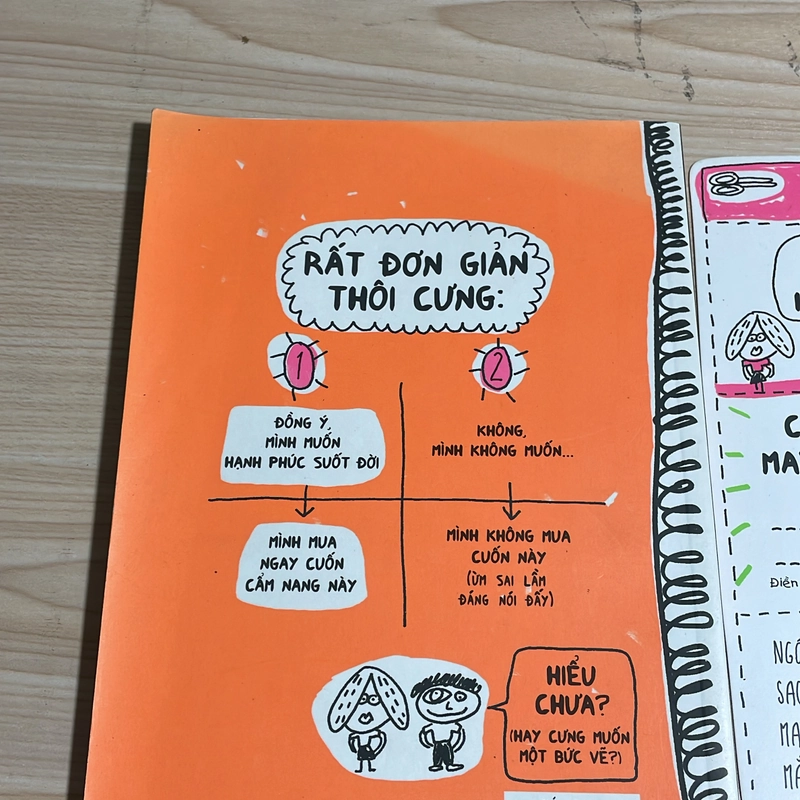 RẤT ĐƠN GIẢN
THÔI CƯNG:
1
ĐỒNG Ý,
MÌNH MUỐN
HẠNH PHÚC SUỐT ĐỜI
MÌNH MUA
NGAY CUỐN
CẨM NANG NÀY
2
KHÔNG,
MÌNH KHÔNG MUỐN...
MÌNH KHÔNG MUA
CUỐN NÀY
(ỪM SAI LẦM
ĐÁNG NÓI ĐẤY)
HIỂU
CHƯA?
(HAY CƯNG MUỐN
MỘT BỨC VẼ?)
Điền